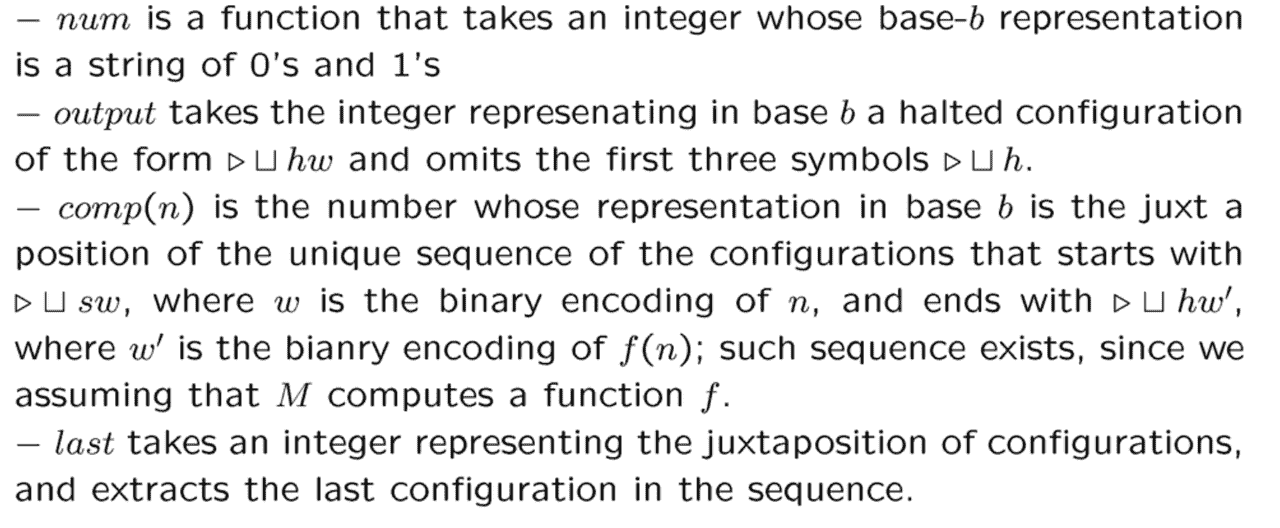 – num is a function that takes an integer whose base-b representation
is a string of 0's and 1's
– output takes the integer represenating in base b a halted configuration
of the form ▷ ⊔ hw and omits the first three symbols ▷ ⊔ h.
– comp(n) is the number whose representation in base b is the juxt a
position of the unique sequence of the configurations that starts with
▷ ⊔ sw, where w is the binary encoding of n, and ends with ▷ ⊔ hw′,
where w′ is the bianry encoding of f(n); such sequence exists, since we
assuming that M computes a function f.
– last takes an integer representing the juxtaposition of configurations,
and extracts the last configuration in the sequence.